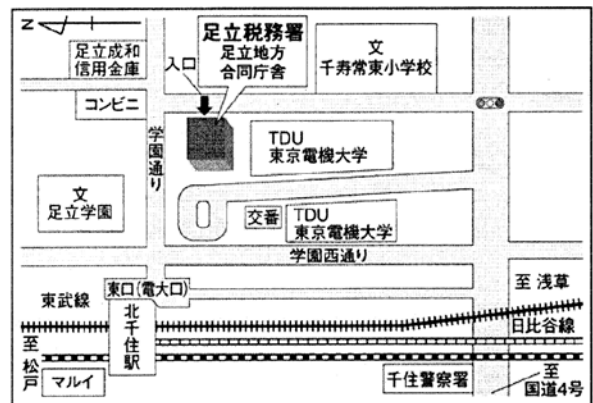 N
足立成和
信用金庫
入口
足立税務署
足立地方
合同庁舎
文
千寿常東小学校
コンビニ
学園通り
TDU
東京電機大学
文
足立学園
交番
TDU
東京電機大学
学園西通り
東武線
東口(電大口)
北千住駅
至 浅草
日比谷線
至松戸
マルイ
千住警察署
至
国道4号